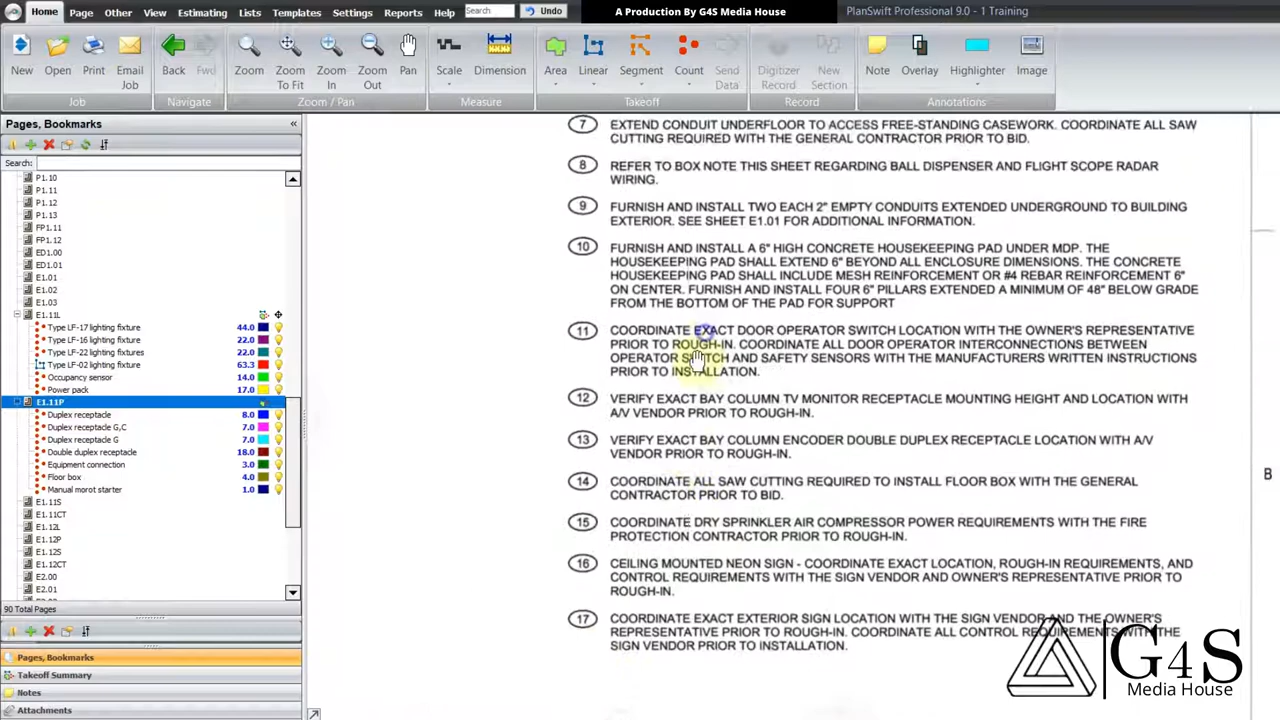 Home Page Other View Estimating Lists Templates Settings Reports Help Search Undo
A Production By G4S Media House
PlanSwift Professional 9.0 - 1 Training
New Open Print Email Job Back Fwd Zoom Zoom To Fit Zoom In Zoom Out Pan Scale Dimension Area Linear Segment Count Send Data Digitizer Record New Section Note Overlay Highlighter Image
Job Navigate Zoom / Pan Measure Takeoff Record Annotations
Pages, Bookmarks
Search:
P1.10
P1.11
P1.12
P1.13
FP1.11
FP1.12
ED1.00
ED1.01
E1.01
E1.02
E1.03
E1.11L
Type LF-17 lighting fixture 44.0
Type LF-16 lighting fixture 22.0
Type LF-22 lighting fixtures 22.0
Type LF-02 lighting fixture 63.3
Occupancy sensor 14.0
Power pack 17.0
E1.11P
Duplex receptacle 8.0
Duplex receptacle G,C 7.0
Duplex receptacle G 7.0
Double duplex receptacle 18.0
Equipment connection 3.0
Floor box 4.0
Manual morot starter 1.0
E1.11S
E1.11CT
E1.12L
E1.12P
E1.12S
E1.12CT
E2.00
E2.01
90 Total Pages
Pages, Bookmarks
Takeoff Summary
Notes
Attachments
7 EXTEND CONDUIT UNDERFLOOR TO ACCESS FREE-STANDING CASEWORK. COORDINATE ALL SAW
CUTTING REQUIRED WITH THE GENERAL CONTRACTOR PRIOR TO BID.
8 REFER TO BOX NOTE THIS SHEET REGARDING BALL DISPENSER AND FLIGHT SCOPE RADAR
WIRING.
9 FURNISH AND INSTALL TWO EACH 2" EMPTY CONDUITS EXTENDED UNDERGROUND TO BUILDING
EXTERIOR. SEE SHEET E1.01 FOR ADDITIONAL INFORMATION.
10 FURNISH AND INSTALL A 6" HIGH CONCRETE HOUSEKEEPING PAD UNDER MDP. THE
HOUSEKEEPING PAD SHALL EXTEND 6" BEYOND ALL ENCLOSURE DIMENSIONS. THE CONCRETE
HOUSEKEEPING PAD SHALL INCLUDE MESH REINFORCEMENT OR #4 REBAR REINFORCEMENT 6"
ON CENTER. FURNISH AND INSTALL FOUR 6" PILLARS EXTENDED A MINIMUM OF 48" BELOW GRADE
FROM THE BOTTOM OF THE PAD FOR SUPPORT
11 COORDINATE EXACT DOOR OPERATOR SWITCH LOCATION WITH THE OWNER'S REPRESENTATIVE
PRIOR TO ROUGH-IN. COORDINATE ALL DOOR OPERATOR INTERCONNECTIONS BETWEEN
OPERATOR SWITCH AND SAFETY SENSORS WITH THE MANUFACTURERS WRITTEN INSTRUCTIONS
PRIOR TO INSTALLATION.
12 VERIFY EXACT BAY COLUMN TV MONITOR RECEPTACLE MOUNTING HEIGHT AND LOCATION WITH
A/V VENDOR PRIOR TO ROUGH-IN.
13 VERIFY EXACT BAY COLUMN ENCODER DOUBLE DUPLEX RECEPTACLE LOCATION WITH A/V
VENDOR PRIOR TO ROUGH-IN.
14 COORDINATE ALL SAW CUTTING REQUIRED TO INSTALL FLOOR BOX WITH THE GENERAL
CONTRACTOR PRIOR TO BID.
15 COORDINATE DRY SPRINKLER AIR COMPRESSOR POWER REQUIREMENTS WITH THE FIRE
PROTECTION CONTRACTOR PRIOR TO ROUGH-IN.
16 CEILING MOUNTED NEON SIGN - COORDINATE EXACT LOCATION, ROUGH-IN REQUIREMENTS, AND
CONTROL REQUIREMENTS WITH THE SIGN VENDOR AND OWNER'S REPRESENTATIVE PRIOR TO
ROUGH-IN.
17 COORDINATE EXACT EXTERIOR SIGN LOCATION WITH THE SIGN VENDOR AND THE OWNER'S
REPRESENTATIVE PRIOR TO ROUGH-IN. COORDINATE ALL CONTROL REQUIREMENTS WITH THE
SIGN VENDOR PRIOR TO INSTALLATION.
B
G4S
Media House